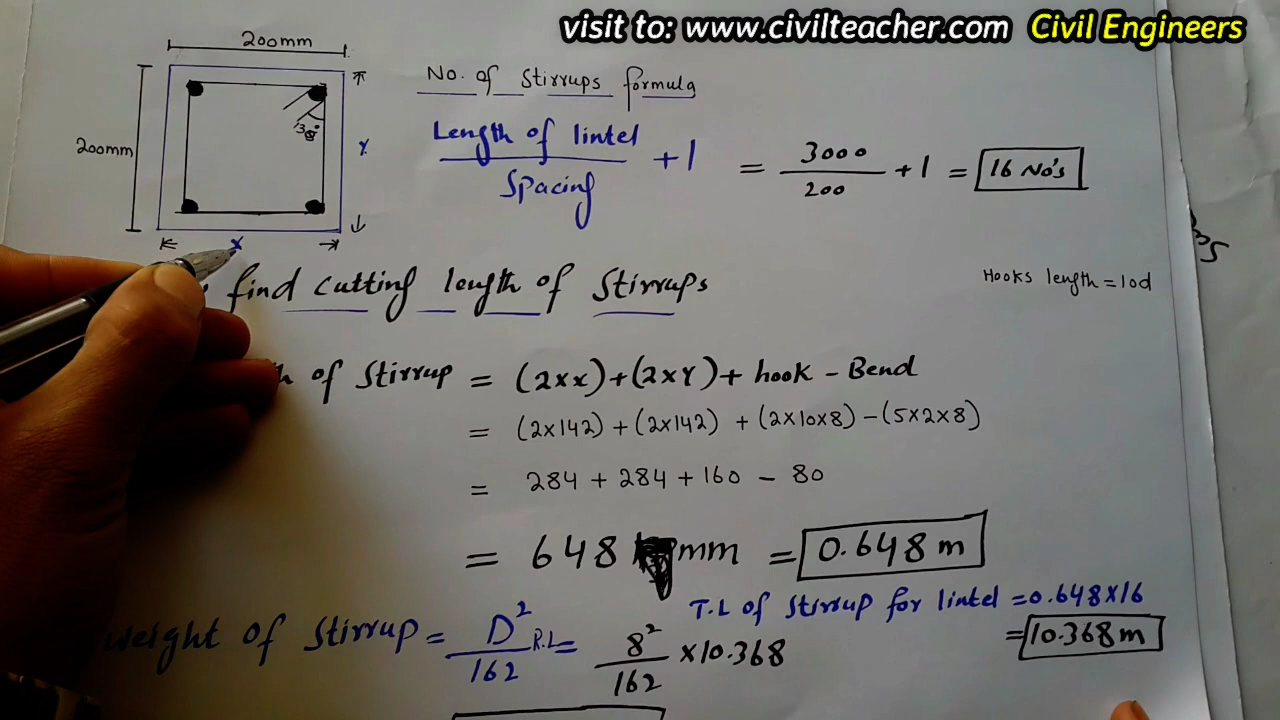 visit to: www.civilteacher.com Civil Engineers
200mm
200mm
Y
X
No. of Stirrups formula
Length of lintel / Spacing + 1 = 3000 / 200 + 1 = 16 No's
find cutting length of Stirrups
Hooks length = 10d
of Stirrup = (2xX)+(2xY)+ hook - Bend
= (2x142) + (2x142) + (2x10x8) - (5x2x8)
= 284 + 284 + 160 - 80
= 648 mm = 0.648 m
T.L of Stirrup for lintel = 0.648x16
= 10.368 m
weight of Stirrup = D² / 162 R.L = 8² / 162 x 10.368